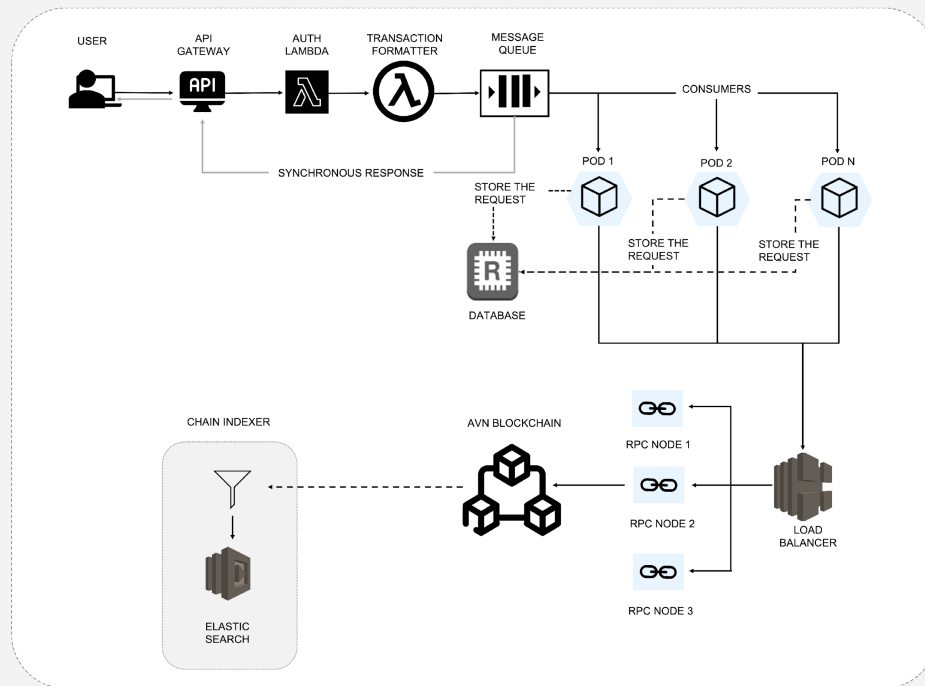 USER
API
GATEWAY
AUTH
LAMBDA
TRANSACTION
FORMATTER
MESSAGE
QUEUE
API
CONSUMERS
SYNCHRONOUS RESPONSE
POD 1
POD 2
POD N
STORE THE
REQUEST
STORE THE
REQUEST
STORE THE
REQUEST
R
DATABASE
CHAIN INDEXER
AVN BLOCKCHAIN
RPC NODE 1
RPC NODE 2
RPC NODE 3
LOAD
BALANCER
ELASTIC
SEARCH